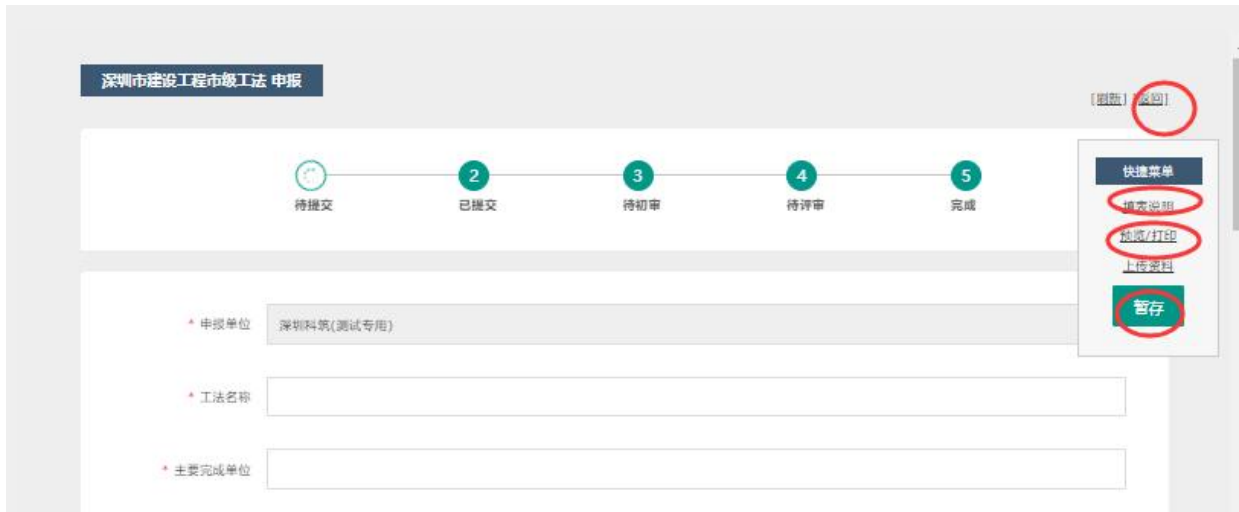 深圳市建设工程市级工法 申报
[刷新] [返回]
2
3
4
5
待提交
已提交
待初审
待评审
完成
快捷菜单
填表说明
预览/打印
上传资料
暂存
* 申报单位
深圳科筑(测试专用)
* 工法名称
* 主要完成单位